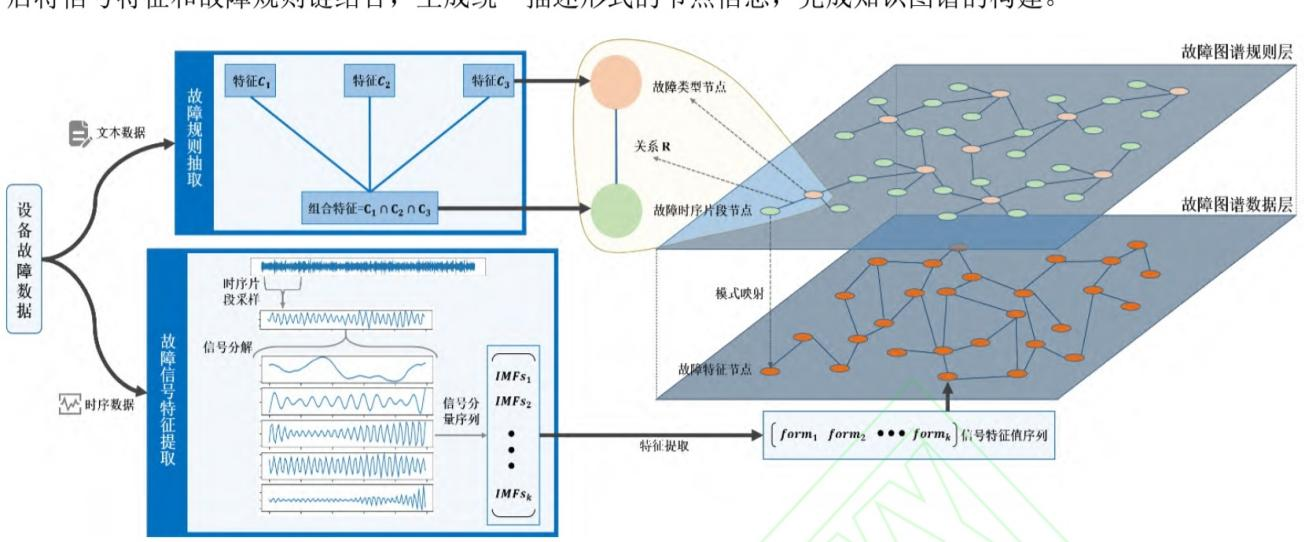 后将信号特征和故障规则链结合，生成统一描述形式的节点信息，完成知识图谱的构建。
故障图谱规则层
特征C₁
特征C₂
特征C₃
故障类型节点
故障规则抽取
文本数据
关系 R
设备故障数据
组合特征=C₁∩C₂∩C₃
故障时序片段节点
故障图谱数据层
时序片
段采样
模式映射
信号分解
故障信号特征提取
故障特征节点
IMFs₁
时序数据
信号分
量序列
IMFs₂
form₁ form₂ ••• formₖ 信号特征值序列
特征提取
IMFsₖ